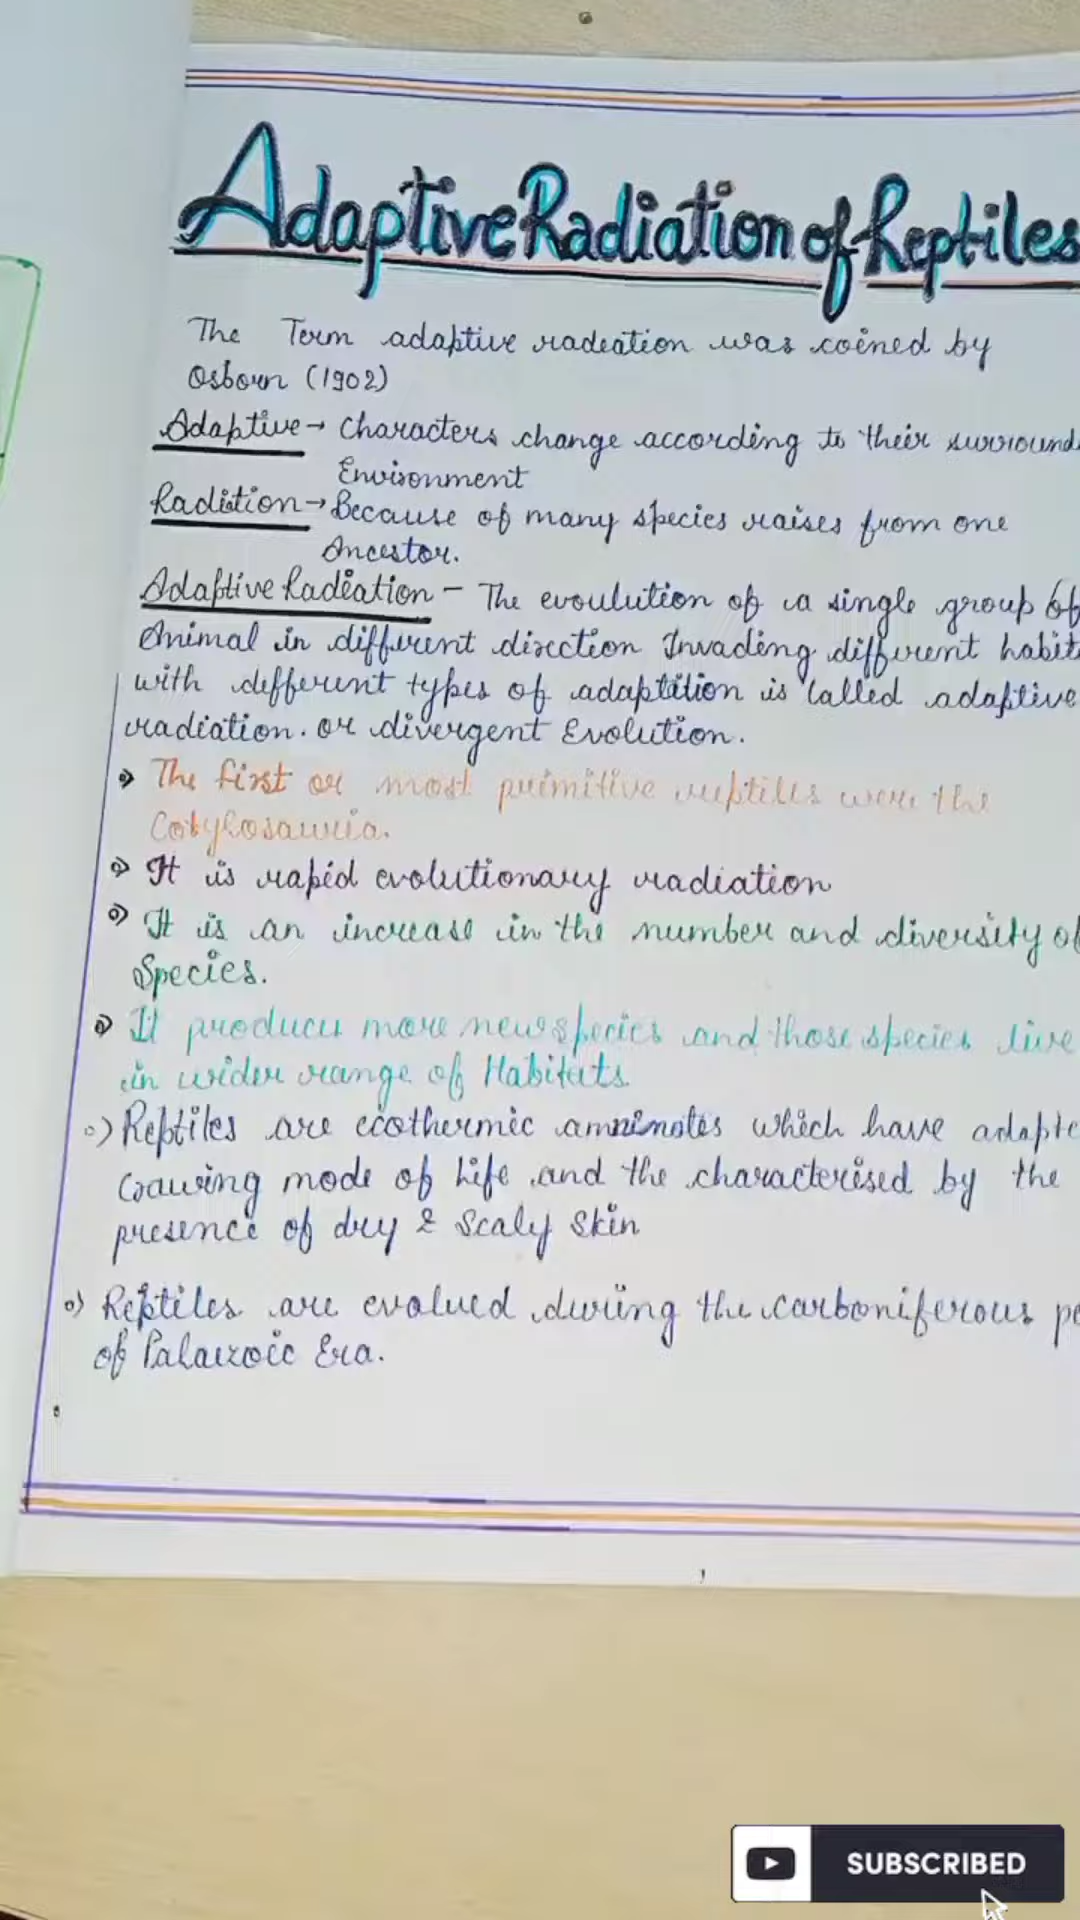 Adaptive Radiation of Reptiles
The Term adaptive radeation was coined by
Osborn (1902)
Adaptive → Characters change according to their surround
Environment
Radiation → Because of many species raises from one
Ancestor.
Adaptive Radiation - The evoulution of a single group of
Animal in different direction Invading different habit
with different types of adaptation is called adaptive
radiation. or divergent Evolution.
The first or most primitive reptiles were the
Cotylosauria.
It is rapid evolutionary radiation
It is an increase in the number and diversity of
Species.
It produces more new species and those species live
in wider range of Habitats
Reptiles are ecothermic which have adapte
mode of Life and the characterised by the
presence of dry & Scaly Skin
Reptiles are evolued during the carboniferous pe
of Palaezoic Era.
SUBSCRIBED